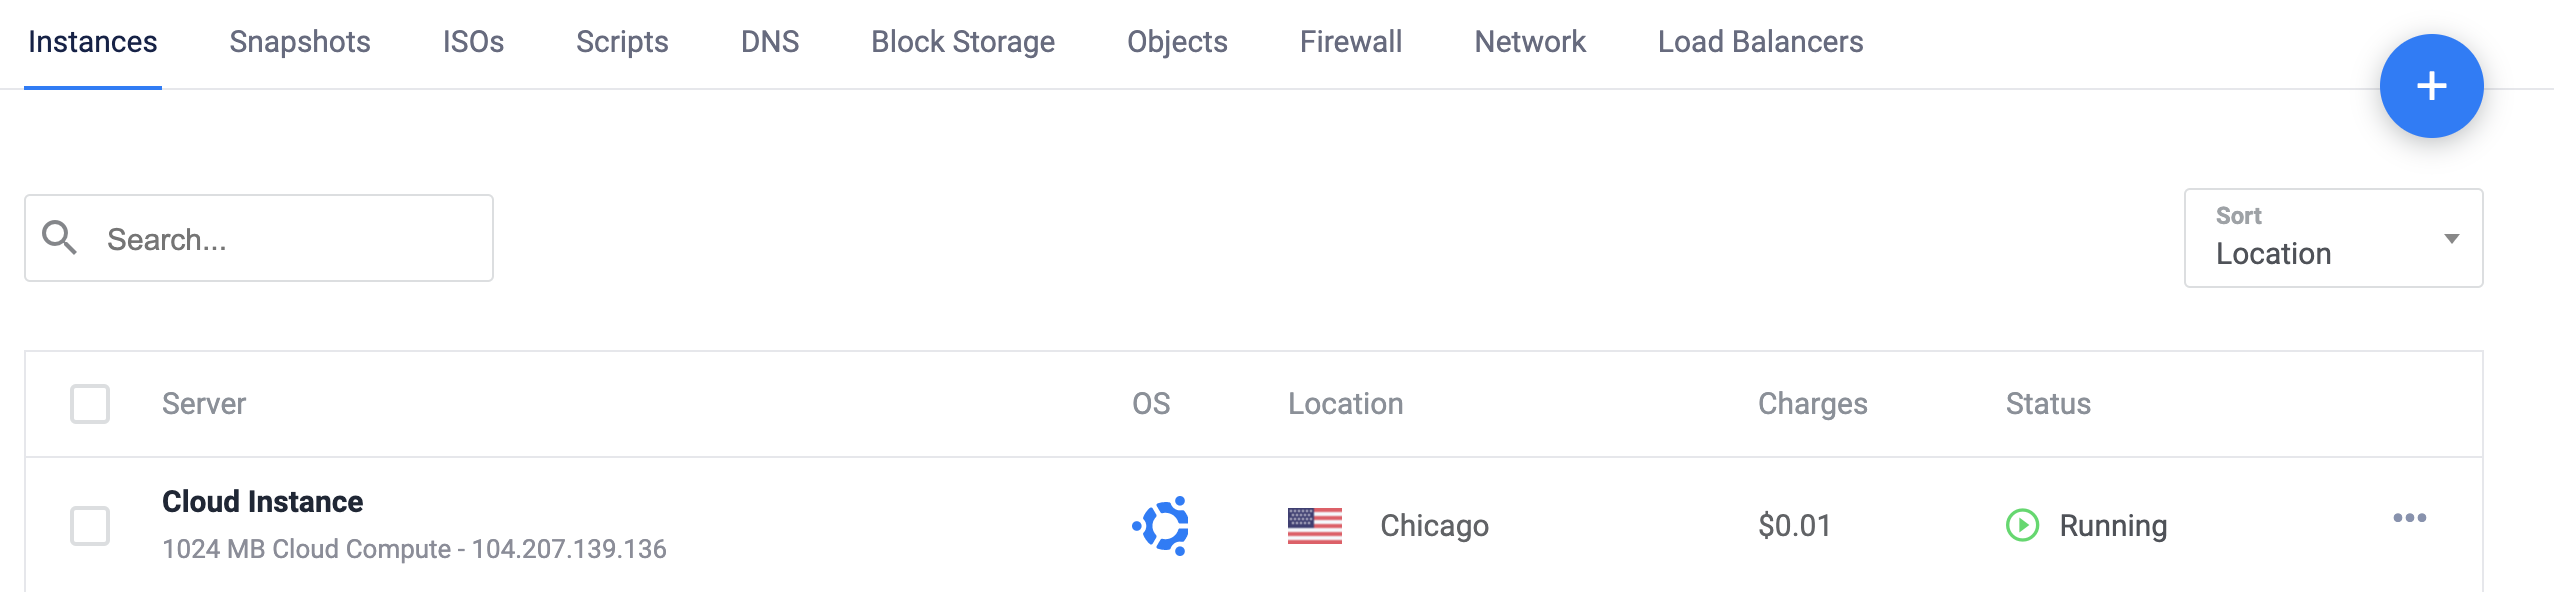 Instances Snapshots ISOs Scripts DNS Block Storage Objects Firewall Network Load Balancers
+
Search...
Sort
Location
Server OS Location Charges Status
Cloud Instance
1024 MB Cloud Compute - 104.207.139.136
Chicago $0.01 Running